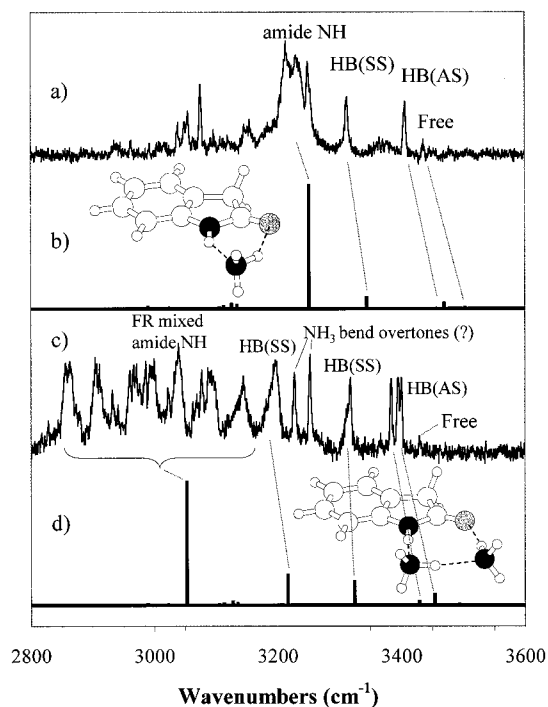 amide NH
HB(SS)
HB(AS)
Free
a)
b)
FR mixed
amide NH
c)
HB(SS)
NH₃ bend overtones (?)
HB(SS)
HB(AS)
Free
d)
2800 3000 3200 3400 3600
Wavenumbers (cm⁻¹)